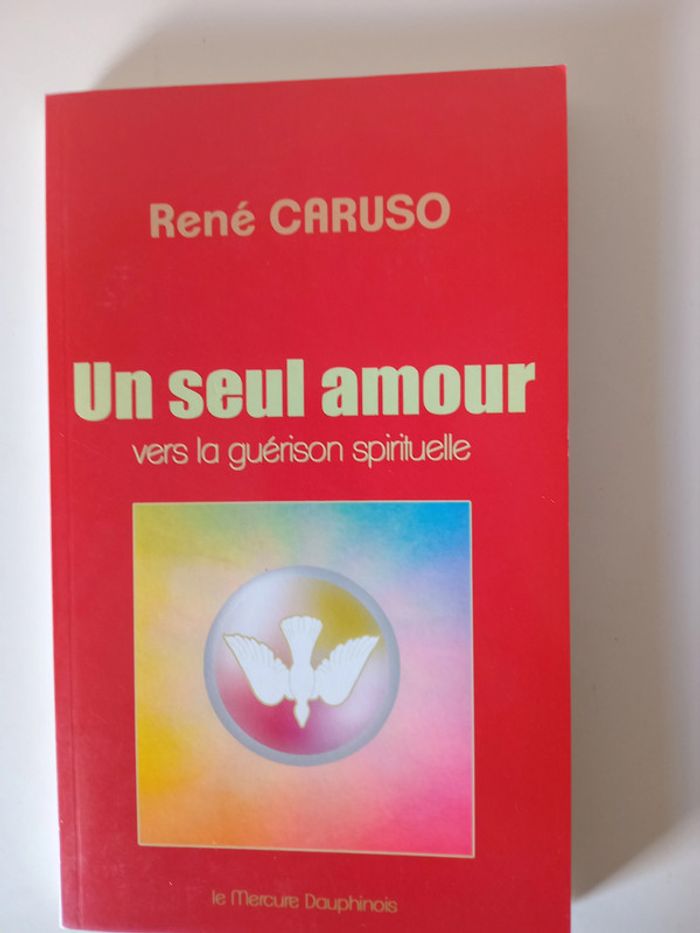 René CARUSO
Un seul amour
vers la guérison spirituelle
le Mercure Dauphinois